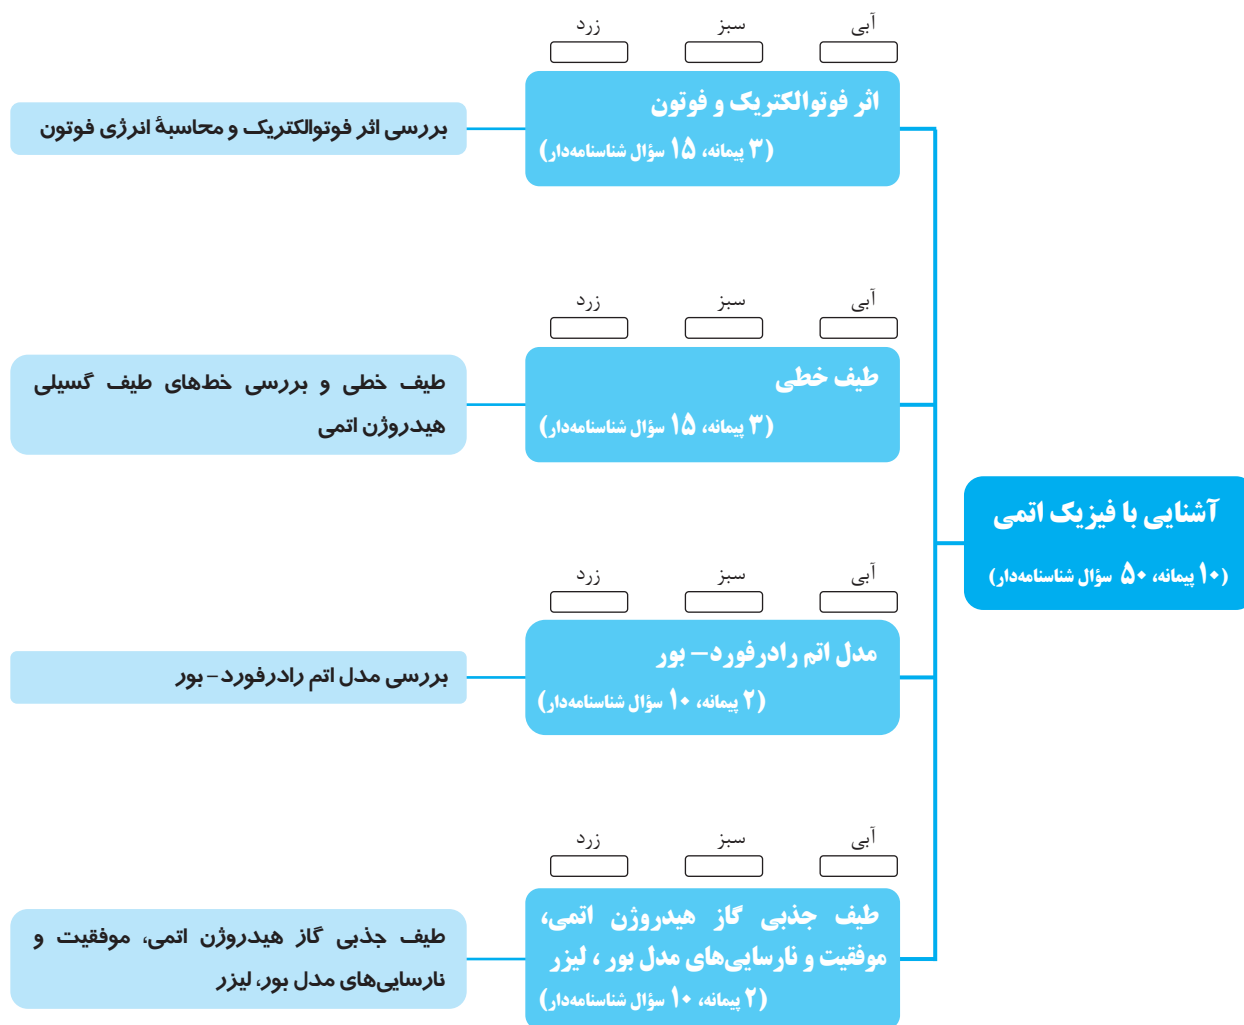 آشنایی با فیزیک اتمی
(۱۰ پیمانه، ۵۰ سؤال شناسنامه‌دار)
آبی سبز زرد
اثر فوتوالکتریک و فوتون
(۳ پیمانه، ۱۵ سؤال شناسنامه‌دار)
بررسی اثر فوتوالکتریک و محاسبهٔ انرژی فوتون
آبی سبز زرد
طیف خطی
(۳ پیمانه، ۱۵ سؤال شناسنامه‌دار)
طیف خطی و بررسی خط‌های طیف گسیلی
هیدروژن اتمی
آبی سبز زرد
مدل اتم رادرفورد– بور
(۲ پیمانه، ۱۰ سؤال شناسنامه‌دار)
بررسی مدل اتم رادرفورد– بور
آبی سبز زرد
طیف جذبی گاز هیدروژن اتمی،
موفقیت و نارسایی‌های مدل بور ، لیزر
(۲ پیمانه، ۱۰ سؤال شناسنامه‌دار)
طیف جذبی گاز هیدروژن اتمی، موفقیت و
نارسایی‌های مدل بور، لیزر